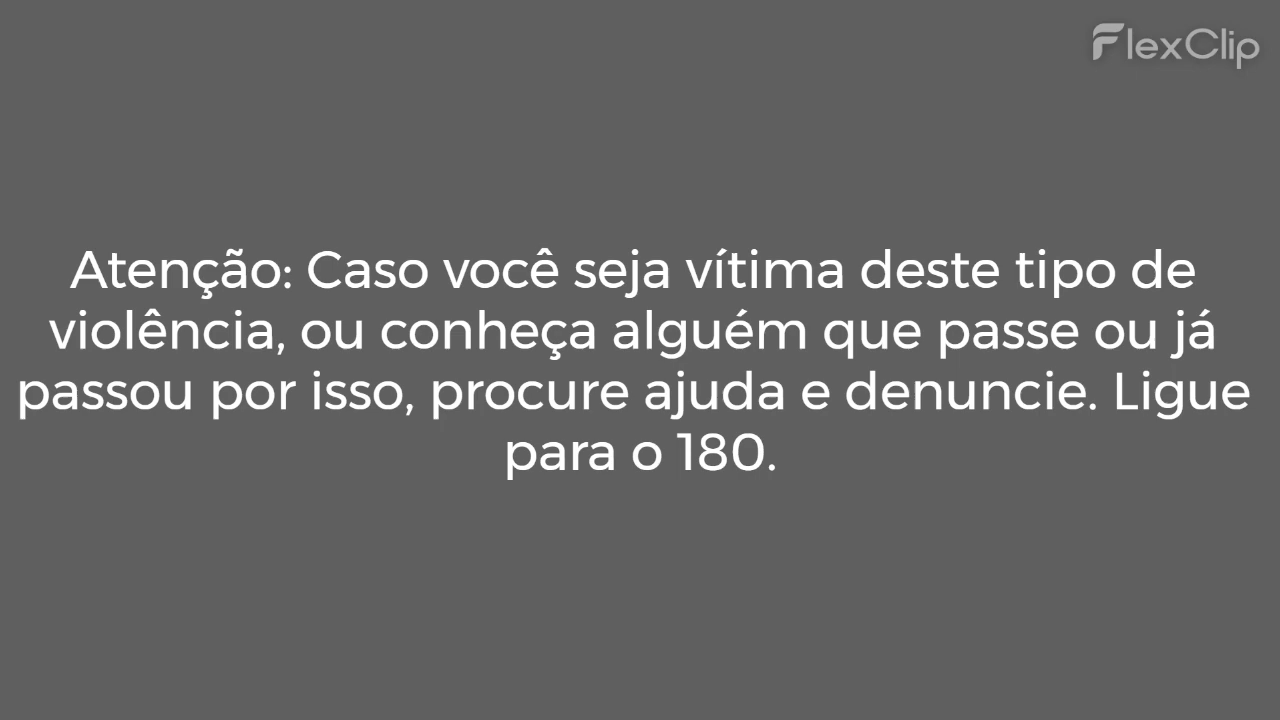 FlexClip
Atenção: Caso você seja vítima deste tipo de
violência, ou conheça alguém que passe ou já
passou por isso, procure ajuda e denuncie. Ligue
para o 180.